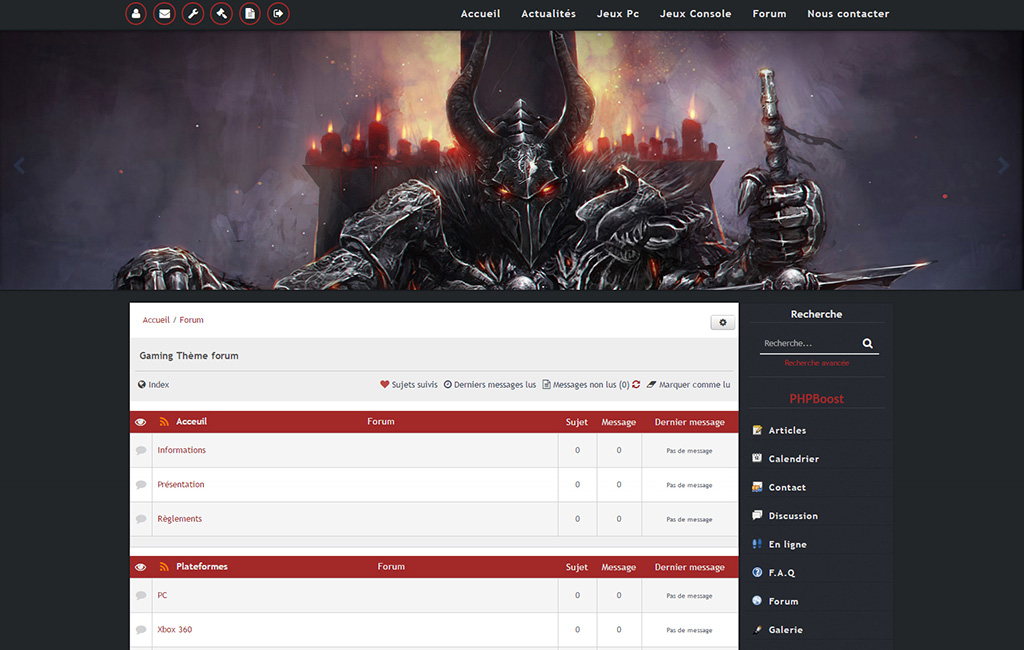 Accueil Actualités Jeux Pc Jeux Console Forum Nous contacter
Accueil / Forum
Gaming Thème forum
Index
Sujets suivis Derniers messages lus Messages non lus (0) Marquer comme lu
Acceuil Forum Sujet Message Dernier message
Informations 0 0 Pas de message
Présentation 0 0 Pas de message
Règlements 0 0 Pas de message
Plateformes Forum Sujet Message Dernier message
PC 0 0 Pas de message
Xbox 360 0 0 Pas de message
Recherche
Recherche...
Recherche avancée
PHPBoost
Articles
Calendrier
Contact
Discussion
En ligne
F.A.Q
Forum
Galerie